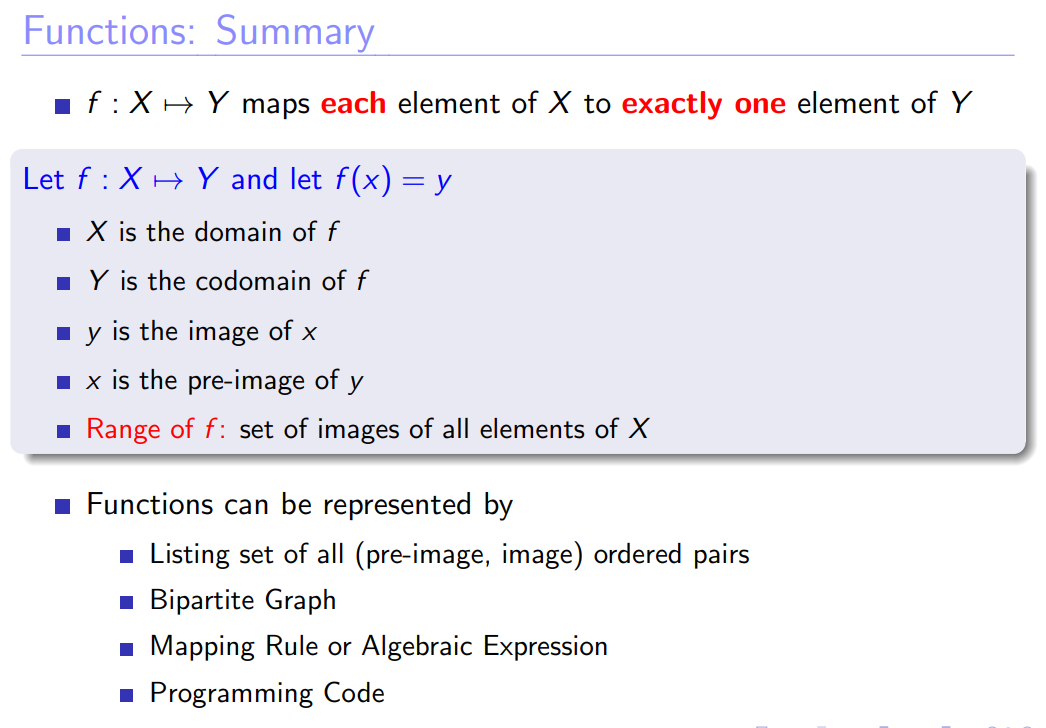 Functions: Summary
f : X ↦ Y maps each element of X to exactly one element of Y
Let f : X ↦ Y and let f(x) = y
X is the domain of f
Y is the codomain of f
y is the image of x
x is the pre-image of y
Range of f: set of images of all elements of X
Functions can be represented by
Listing set of all (pre-image, image) ordered pairs
Bipartite Graph
Mapping Rule or Algebraic Expression
Programming Code